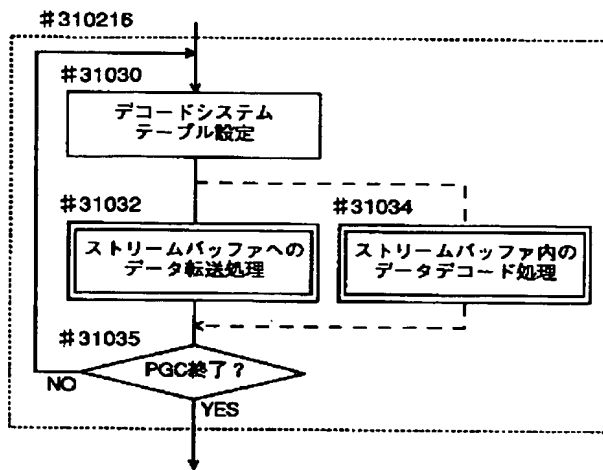 #310216
#31030
デコードシステム
テーブル設定
#31032
ストリームバッファへの
データ転送処理
#31034
ストリームバッファ内の
データデコード処理
#31035
PGC終了？
NO
YES